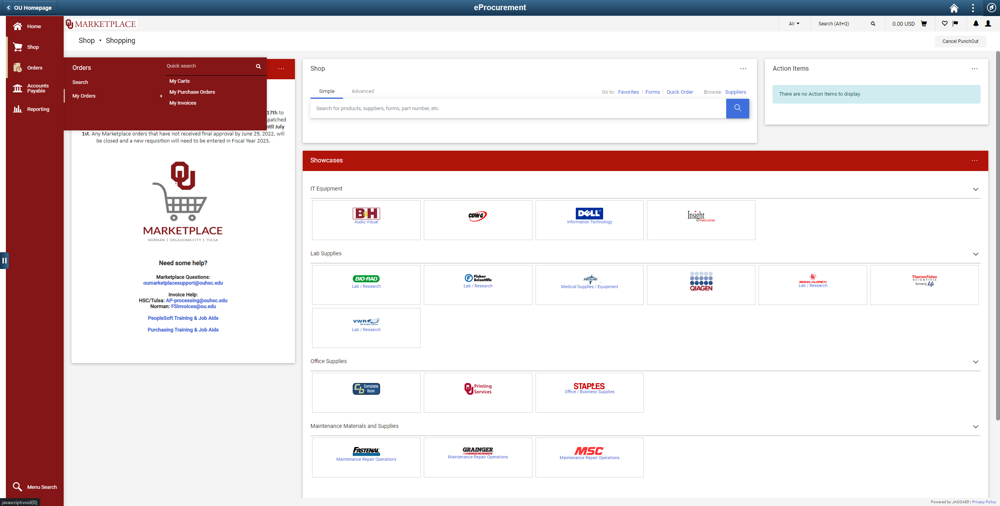 OU Homepage
eProcurement
Home
Shop
Orders
Accounts
Payable
Reporting
Menu Search
javascript:void(0);
OU MARKETPLACE
All
Search (Alt+Q)
0.00 USD
Shop • Shopping
Cancel PunchOut
Orders
Quick search
Search
My Orders
My Carts
My Purchase Orders
My Invoices
17th to
patched
ntil July
1st. Any Marketplace orders that have not received final approval by June 29, 2022, will
be closed and a new requisition will need to be entered in Fiscal Year 2023.
OU
MARKETPLACE
NORMAN | OKLAHOMA CITY | TULSA
Need some help?
Marketplace Questions:
oumarketplacesupport@ouhsc.edu
Invoice Help:
HSC/Tulsa: AP-processing@ouhsc.edu
Norman: FSInvoices@ou.edu
PeopleSoft Training & Job Aids
Purchasing Training & Job Aids
Shop
Simple
Advanced
Go to: Favorites | Forms | Quick Order Browse: Suppliers
Search for products, suppliers, forms, part number, etc.
Action Items
There are no Action Items to display.
Showcases
IT Equipment
B&H
Audio Visual
CDW-G
DELL™
Information Technology
Insight
PUBLIC SECTOR
Lab Supplies
BIO-RAD
Lab / Research
Fisher
Scientific
Lab / Research
MEDLINE
Medical Supplies / Equipment
QIAGEN
SIGMA-ALDRICH
Lab / Research
ThermoFisher
SCIENTIFIC
formerly life
VWR
We Enable Science
Lab / Research
Office Supplies
Cb Complete
Book
OU Printing
Services
STAPLES
Office / Business Supplies
Maintenance Materials and Supplies
FASTENAL
Maintenance Repair Operations
GRAINGER
Maintenance Repair Operations
MSC
Maintenance Repair Operations
Powered by JAGGAER | Privacy Policy